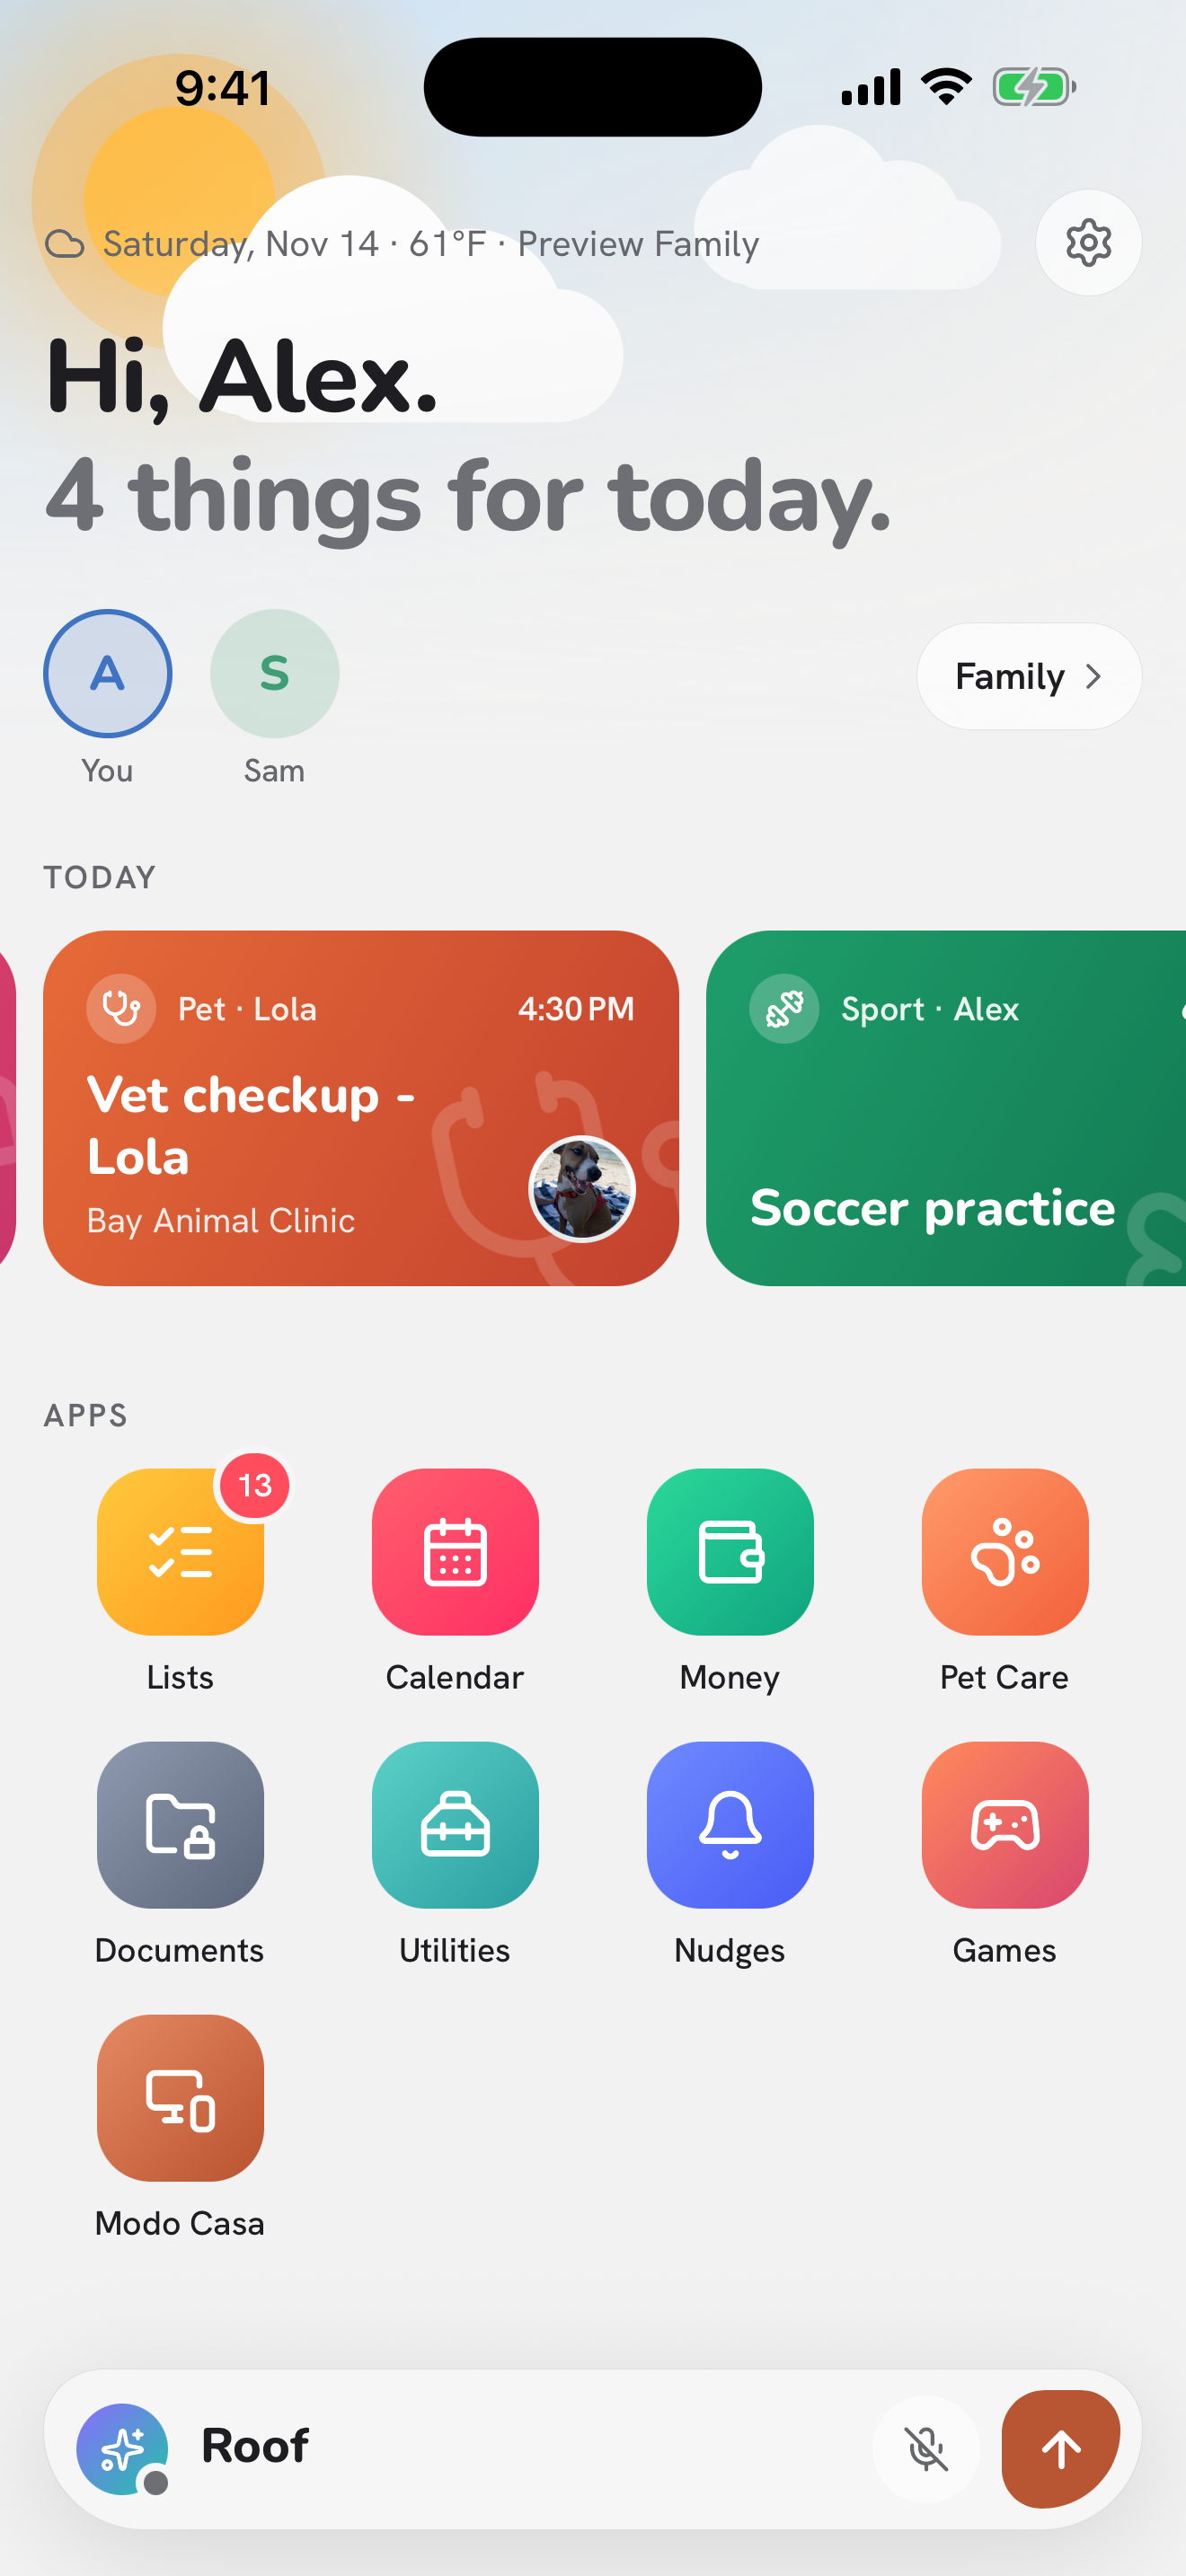 9:41
Saturday, Nov 14 · 61°F · Preview Family
Hi, Alex.
4 things for today.
A
S
Family
You
Sam
TODAY
Pet · Lola
4:30 PM
Sport · Alex
Vet checkup -
Lola
Bay Animal Clinic
Soccer practice
APPS
13
Lists
Calendar
Money
Pet Care
Documents
Utilities
Nudges
Games
Modo Casa
Roof